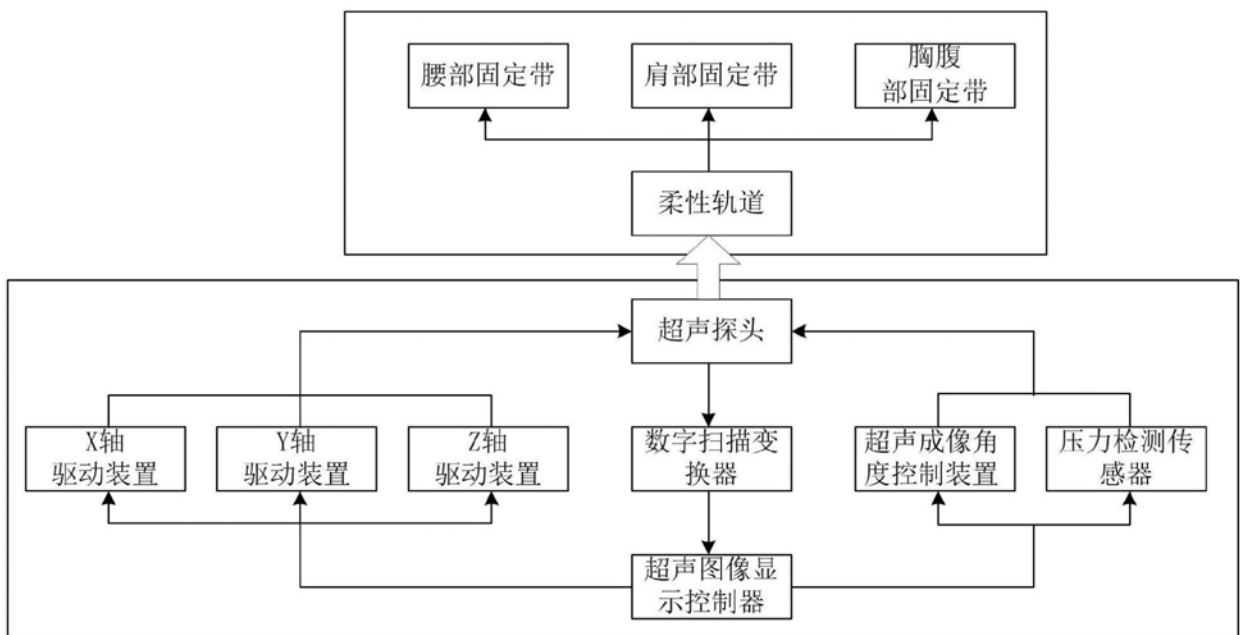 腰部固定带
肩部固定带
胸腹
部固定带
柔性轨道
超声探头
X轴
驱动装置
Y轴
驱动装置
Z轴
驱动装置
数字扫描变
换器
超声成像角
度控制装置
压力检测传
感器
超声图像显
示控制器